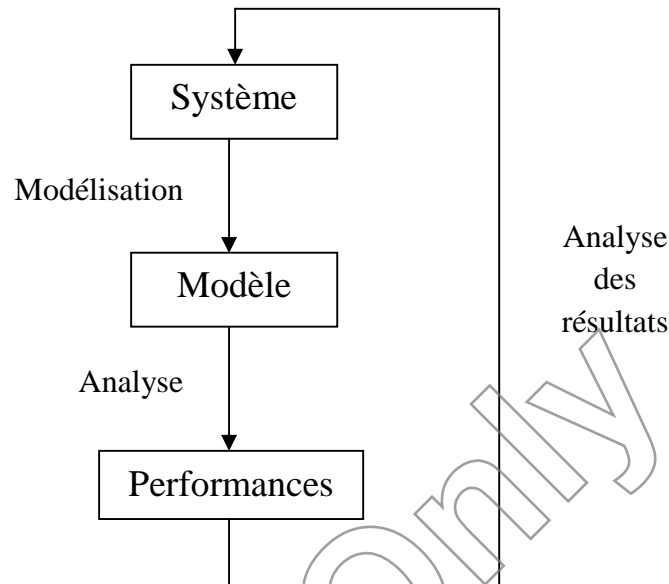 Système
Modélisation
Modèle
Analyse
des
résultats
Analyse
Performances
Only